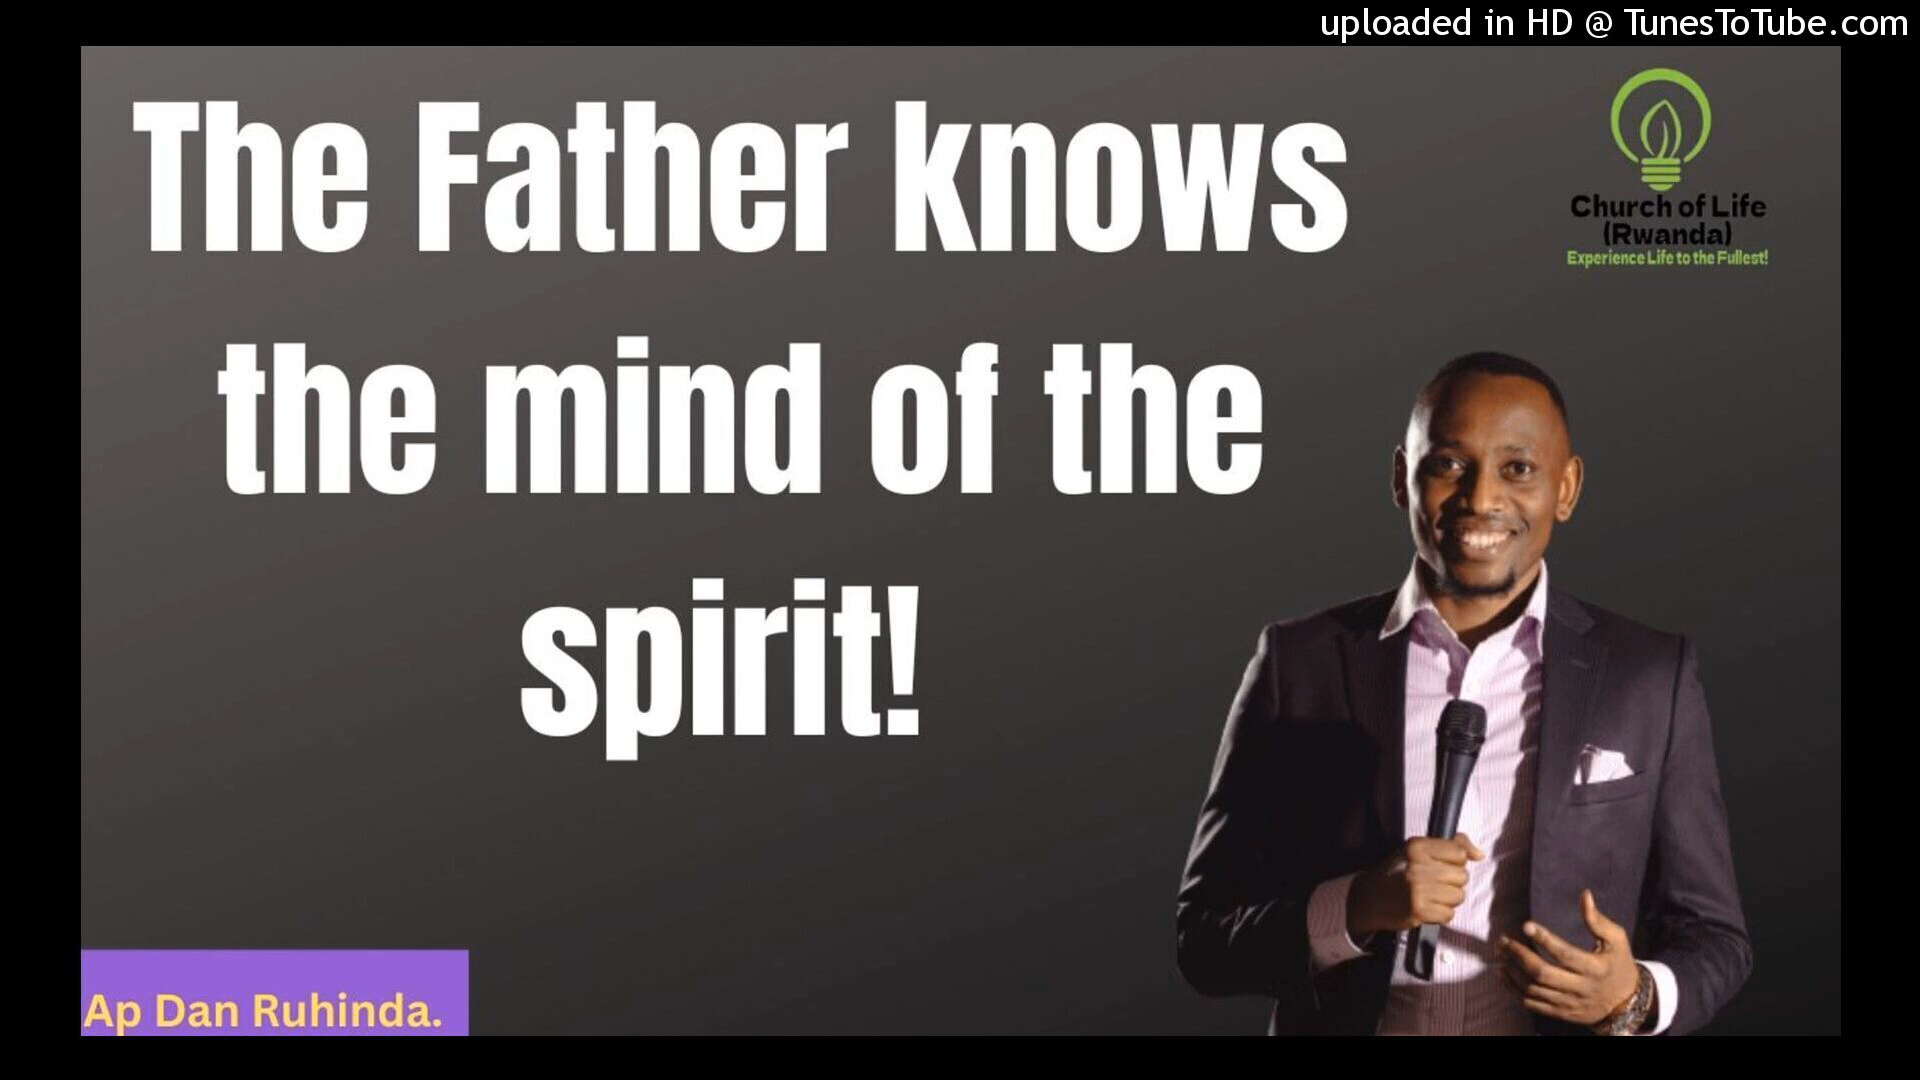 uploaded in HD @ TunesToTube.com
The Father knows
the mind of the
spirit!
Church of Life
(Rwanda)
Experience Life to the Fullest!
Ap Dan Ruhinda.